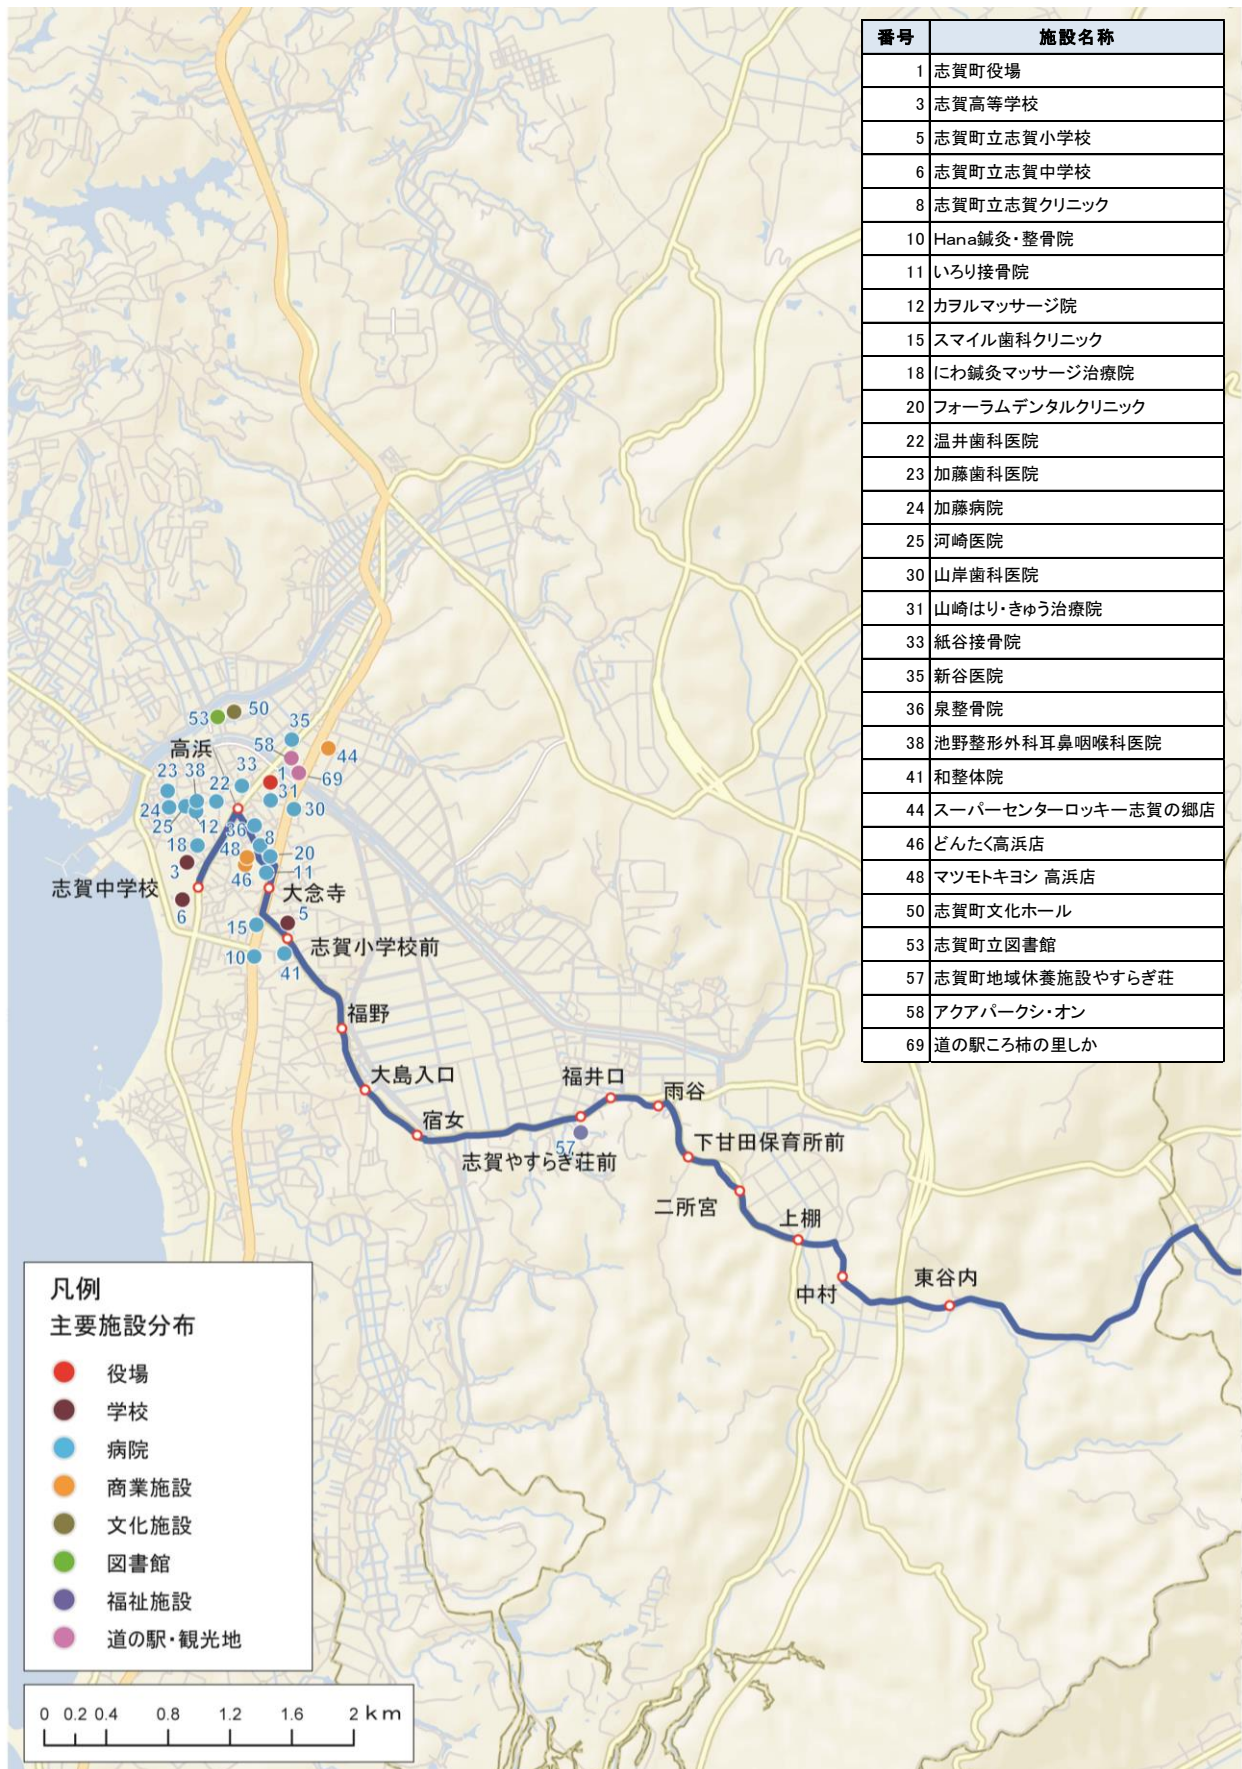 番号 施設名称
1 志賀町役場
3 志賀高等学校
5 志賀町立志賀小学校
6 志賀町立志賀中学校
8 志賀町立志賀クリニック
10 Hana鍼灸・整骨院
11 いろり接骨院
12 カヲルマッサージ院
15 スマイル歯科クリニック
18 にわ鍼灸マッサージ治療院
20 フォーラムデンタルクリニック
22 温井歯科医院
23 加藤歯科医院
24 加藤病院
25 河崎医院
30 山岸歯科医院
31 山崎はり・きゅう治療院
33 紙谷接骨院
35 新谷医院
36 泉整骨院
38 池野整形外科耳鼻咽喉科医院
41 和整体院
44 スーパーセンターロッキー志賀の郷店
46 どんたく高浜店
48 マツモトキヨシ 高浜店
50 志賀町文化ホール
53 志賀町立図書館
57 志賀町地域休養施設やすらぎ荘
58 アクアパークシ・オン
69 道の駅ころ柿の里しか
53
50
35
58
44
高浜
1
69
23
38
22
33
31
30
24
25
12
36
8
18
48
20
3
46
11
志賀中学校
大念寺
6
15
5
志賀小学校前
10
41
福野
大島入口
福井口
雨谷
宿女
57
志賀やすらぎ荘前
下甘田保育所前
二所宮
上棚
中村
東谷内
凡例
主要施設分布
役場
学校
病院
商業施設
文化施設
図書館
福祉施設
道の駅・観光地
0 0.2 0.4 0.8 1.2 1.6 2 km